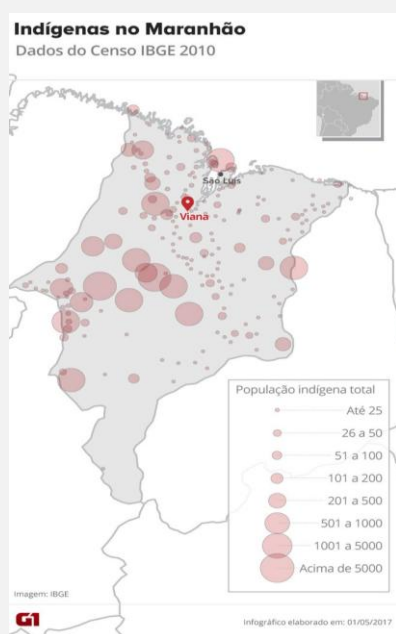 Indígenas no Maranhão
Dados do Censo IBGE 2010
São Luís
Vianã
População indígena total
Até 25
26 a 50
51 a 100
101 a 200
201 a 500
501 a 1000
1001 a 5000
Acima de 5000
Imagem: IBGE
G1
Infográfico elaborado em: 01/05/2017